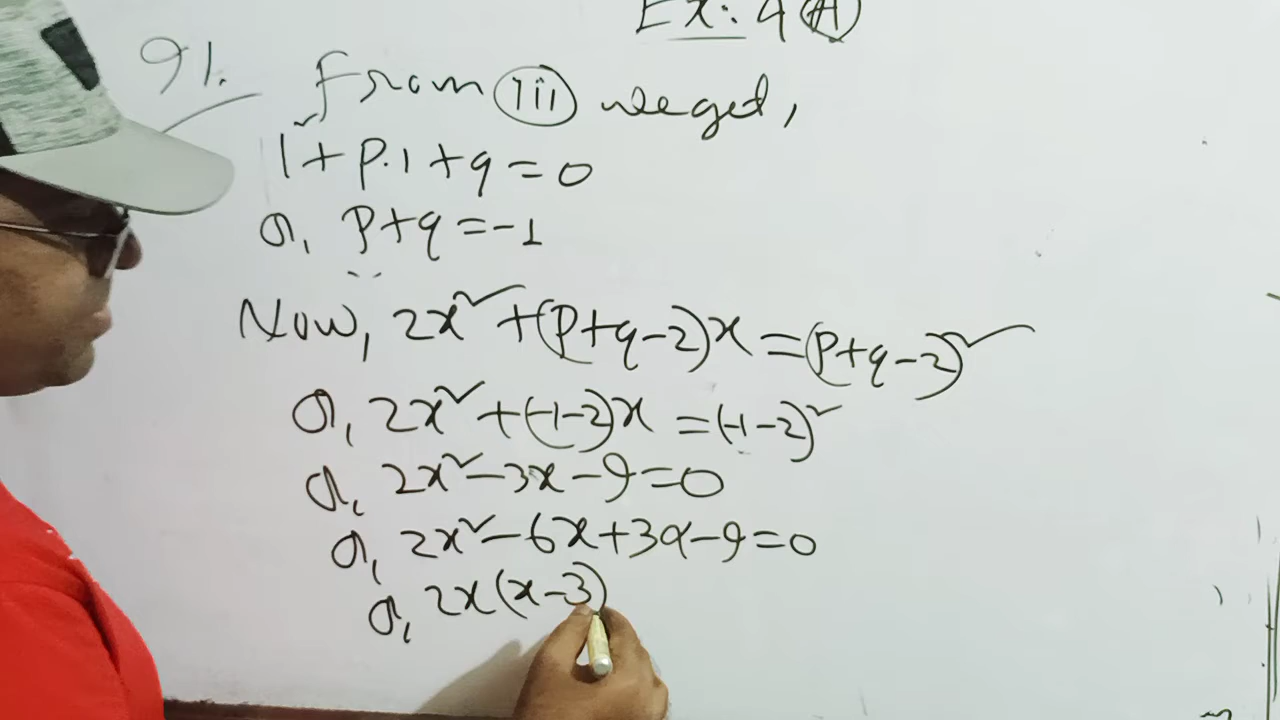 Ex: 4(A)
91. From (iii) we get,
1² + p.1 + q = 0
or, p+q = -1
Now, 2x² + (p+q-2)x = (p+q-2)²
or, 2x² + (-1-2)x = (-1-2)²
or, 2x² - 3x - 9 = 0
or, 2x² - 6x + 3x - 9 = 0
or, 2x(x-3)